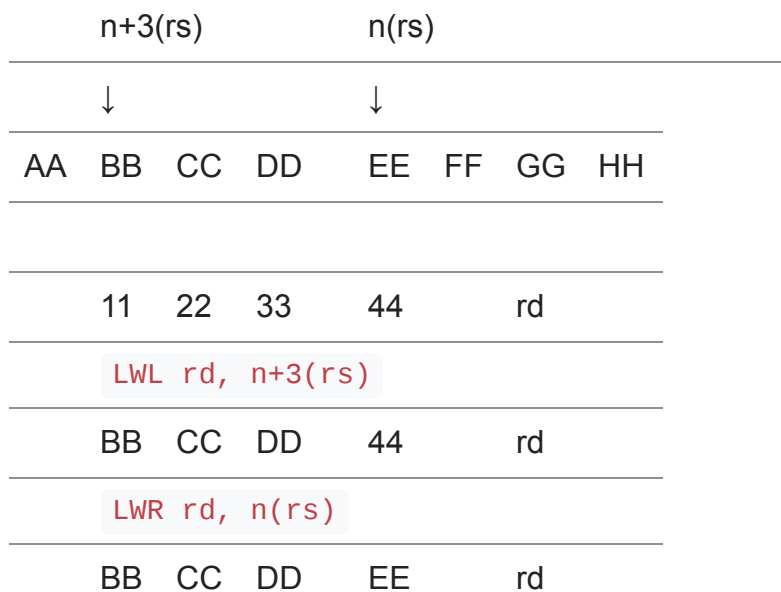 n+3(rs) n(rs)
↓ ↓
AA BB CC DD EE FF GG HH
11 22 33 44 rd
LWL rd, n+3(rs)
BB CC DD 44 rd
LWR rd, n(rs)
BB CC DD EE rd